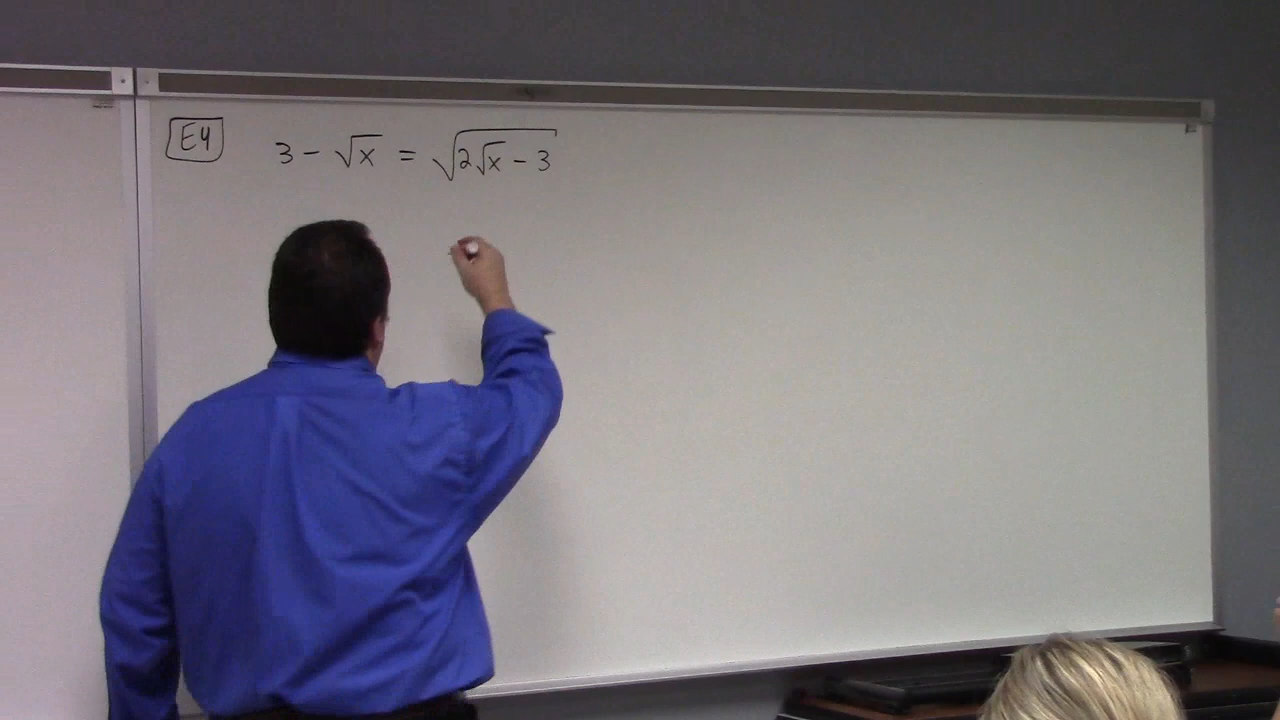 E4 3 - √x = √(2√x - 3)